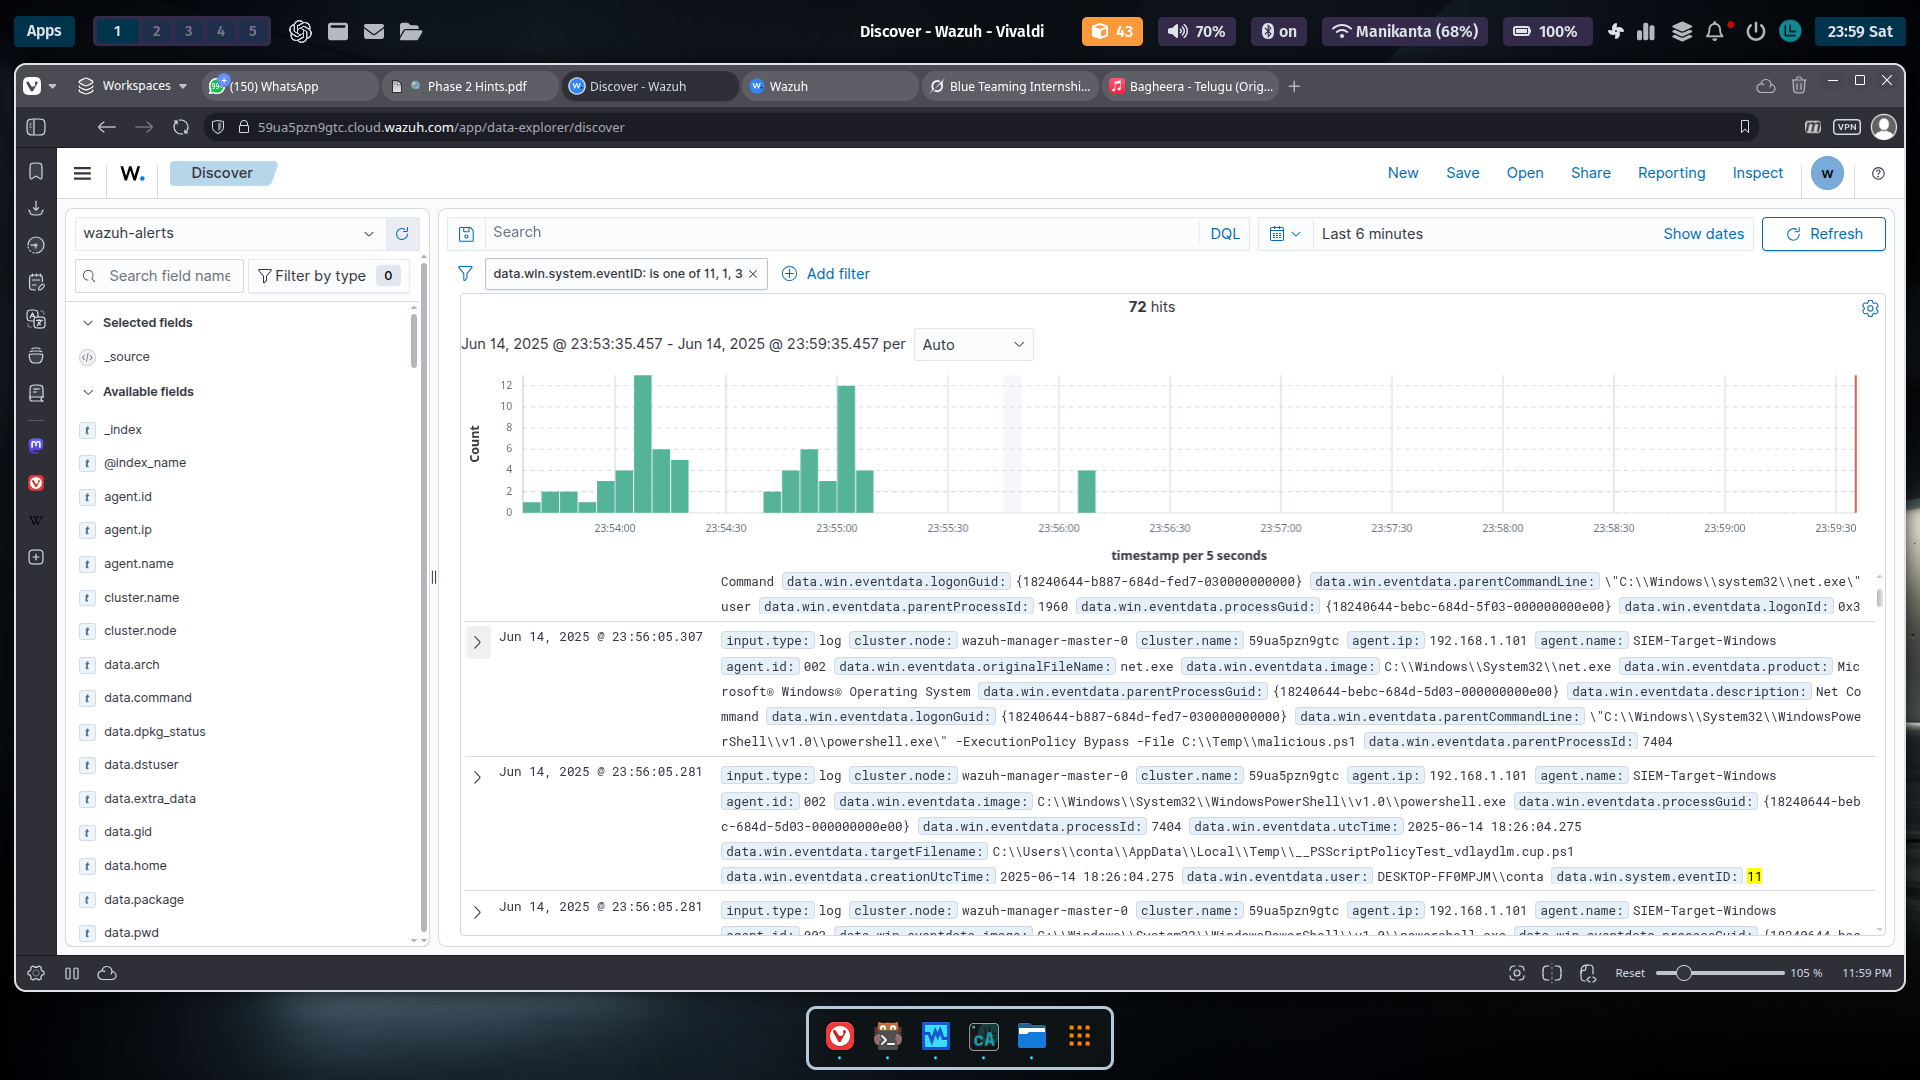 Apps 1 2 3 4 5 Discover - Wazuh - Vivaldi 43 70% on Manikanta (68%) 100% 23:59 Sat
Workspaces (150) WhatsApp Phase 2 Hints.pdf Discover - Wazuh Wazuh Blue Teaming Internshi... Bagheera - Telugu (Orig...
59ua5pzn9gtc.cloud.wazuh.com/app/data-explorer/discover VPN
W. Discover New Save Open Share Reporting Inspect w
wazuh-alerts
Search DQL Last 6 minutes Show dates Refresh
Search field name Filter by type 0
data.win.system.eventID: is one of 11, 1, 3 Add filter
Selected fields
_source
Available fields
_index
@index_name
agent.id
agent.ip
agent.name
cluster.name
cluster.node
data.arch
data.command
data.dpkg_status
data.dstuser
data.extra_data
data.gid
data.home
data.package
data.pwd
72 hits
Jun 14, 2025 @ 23:53:35.457 - Jun 14, 2025 @ 23:59:35.457 per Auto
Count
12
10
8
6
4
2
0
23:54:00 23:54:30 23:55:00 23:55:30 23:56:00 23:56:30 23:57:00 23:57:30 23:58:00 23:58:30 23:59:00 23:59:30
timestamp per 5 seconds
Command data.win.eventdata.logonGuid: {18240644-b887-684d-fed7-030000000000} data.win.eventdata.parentCommandLine: \"C:\\Windows\\system32\\net.exe\"
user data.win.eventdata.parentProcessId: 1960 data.win.eventdata.processGuid: {18240644-bebc-684d-5f03-000000000e00} data.win.eventdata.logonId: 0x3
Jun 14, 2025 @ 23:56:05.307 input.type: log cluster.node: wazuh-manager-master-0 cluster.name: 59ua5pzn9gtc agent.ip: 192.168.1.101 agent.name: SIEM-Target-Windows
agent.id: 002 data.win.eventdata.originalFileName: net.exe data.win.eventdata.image: C:\\Windows\\System32\\net.exe data.win.eventdata.product: Mic
rosoft® Windows® Operating System data.win.eventdata.parentProcessGuid: {18240644-bebc-684d-5d03-000000000e00} data.win.eventdata.description: Net Co
mmand data.win.eventdata.logonGuid: {18240644-b887-684d-fed7-030000000000} data.win.eventdata.parentCommandLine: \"C:\\Windows\\System32\\WindowsPowe
rShell\\v1.0\\powershell.exe\" -ExecutionPolicy Bypass -File C:\\Temp\\malicious.ps1 data.win.eventdata.parentProcessId: 7404
Jun 14, 2025 @ 23:56:05.281 input.type: log cluster.node: wazuh-manager-master-0 cluster.name: 59ua5pzn9gtc agent.ip: 192.168.1.101 agent.name: SIEM-Target-Windows
agent.id: 002 data.win.eventdata.image: C:\\Windows\\System32\\WindowsPowerShell\\v1.0\\powershell.exe data.win.eventdata.processGuid: {18240644-beb
c-684d-5d03-000000000e00} data.win.eventdata.processId: 7404 data.win.eventdata.utcTime: 2025-06-14 18:26:04.275
data.win.eventdata.targetFilename: C:\\Users\\conta\\AppData\\Local\\Temp\\__PSScriptPolicyTest_vdlaydlm.cup.ps1
data.win.eventdata.creationUtcTime: 2025-06-14 18:26:04.275 data.win.eventdata.user: DESKTOP-FF0MPJM\\conta data.win.system.eventID: 11
Jun 14, 2025 @ 23:56:05.281 input.type: log cluster.node: wazuh-manager-master-0 cluster.name: 59ua5pzn9gtc agent.ip: 192.168.1.101 agent.name: SIEM-Target-Windows
Reset 105 % 11:59 PM